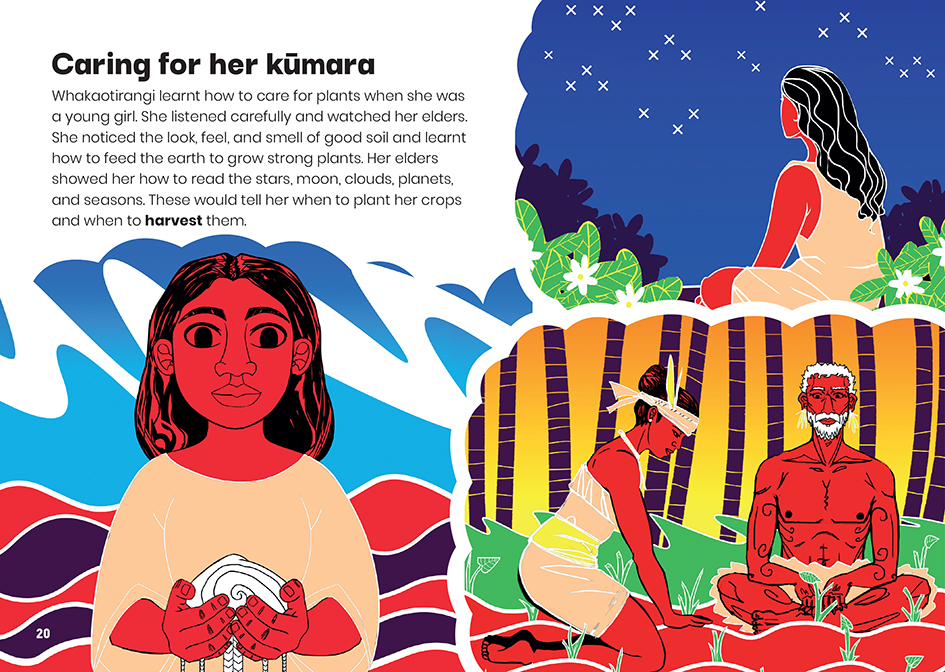 Caring for her kūmara
Whakaotirangi learnt how to care for plants when she was
a young girl. She listened carefully and watched her elders.
She noticed the look, feel, and smell of good soil and learnt
how to feed the earth to grow strong plants. Her elders
showed her how to read the stars, moon, clouds, planets,
and seasons. These would tell her when to plant her crops
and when to harvest them.
20